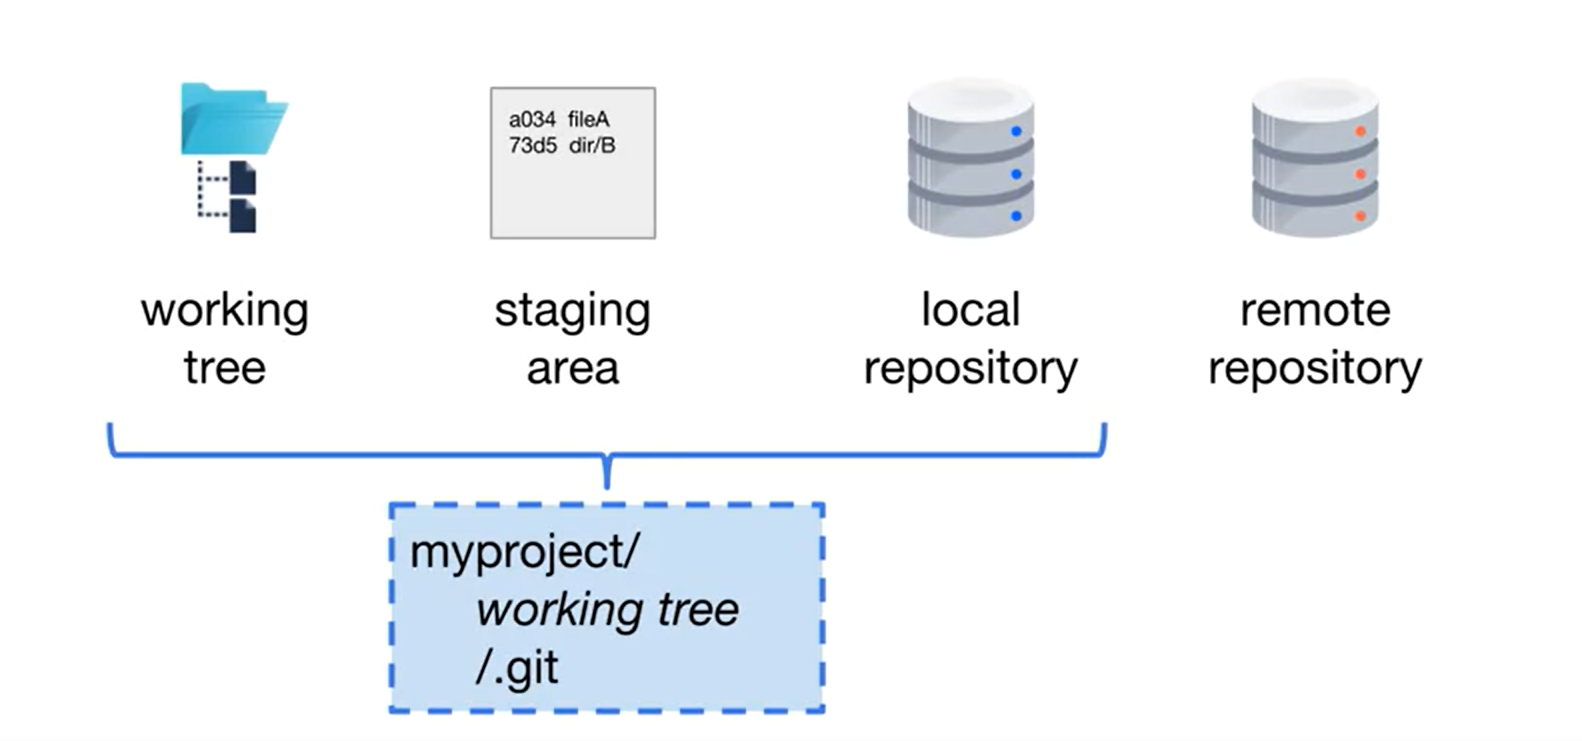 a034 fileA
73d5 dir/B
working
tree
staging
area
local
repository
remote
repository
myproject/
working tree
/.git